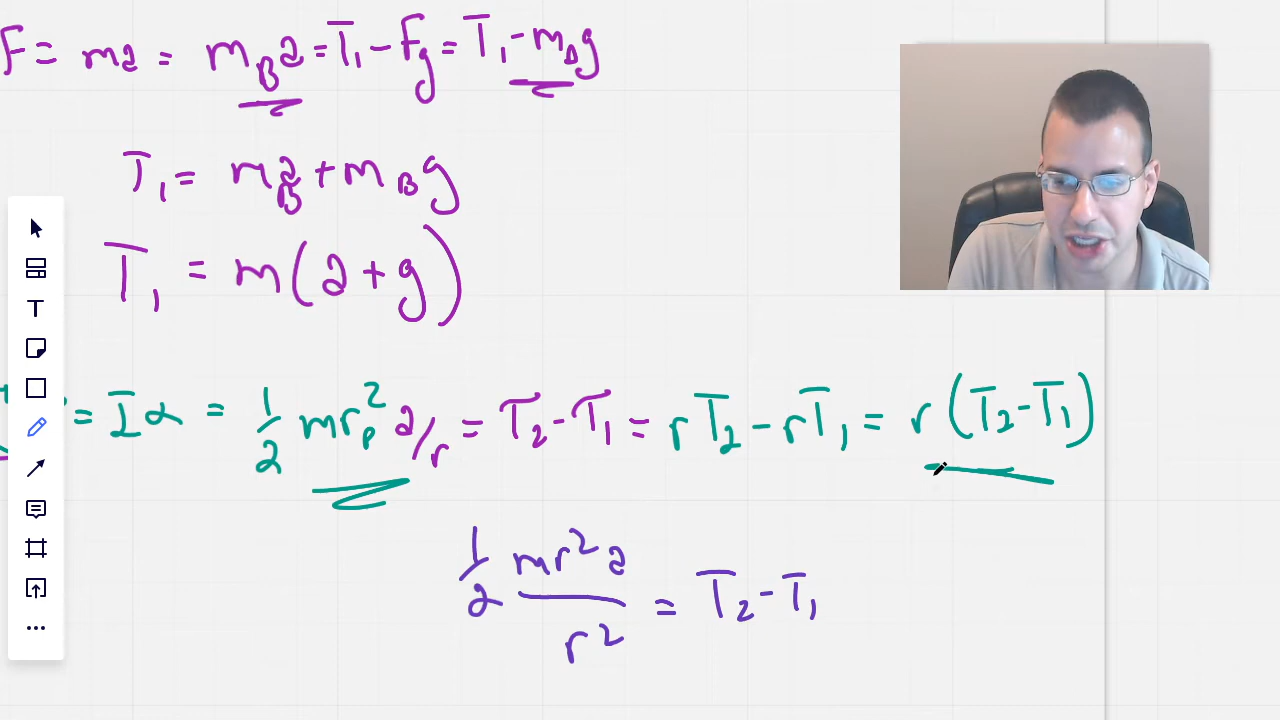 F = ma = m_B a = T₁ - Fg = T₁ - m_B g
T₁ = m_B a + m_B g
T₁ = m(a + g)
= Iα = 1/2 m r_p² a/r = T₂ - T₁ = rT₂ - rT₁ = r(T₂ - T₁)
1/2 mr²a / r² = T₂ - T₁
T